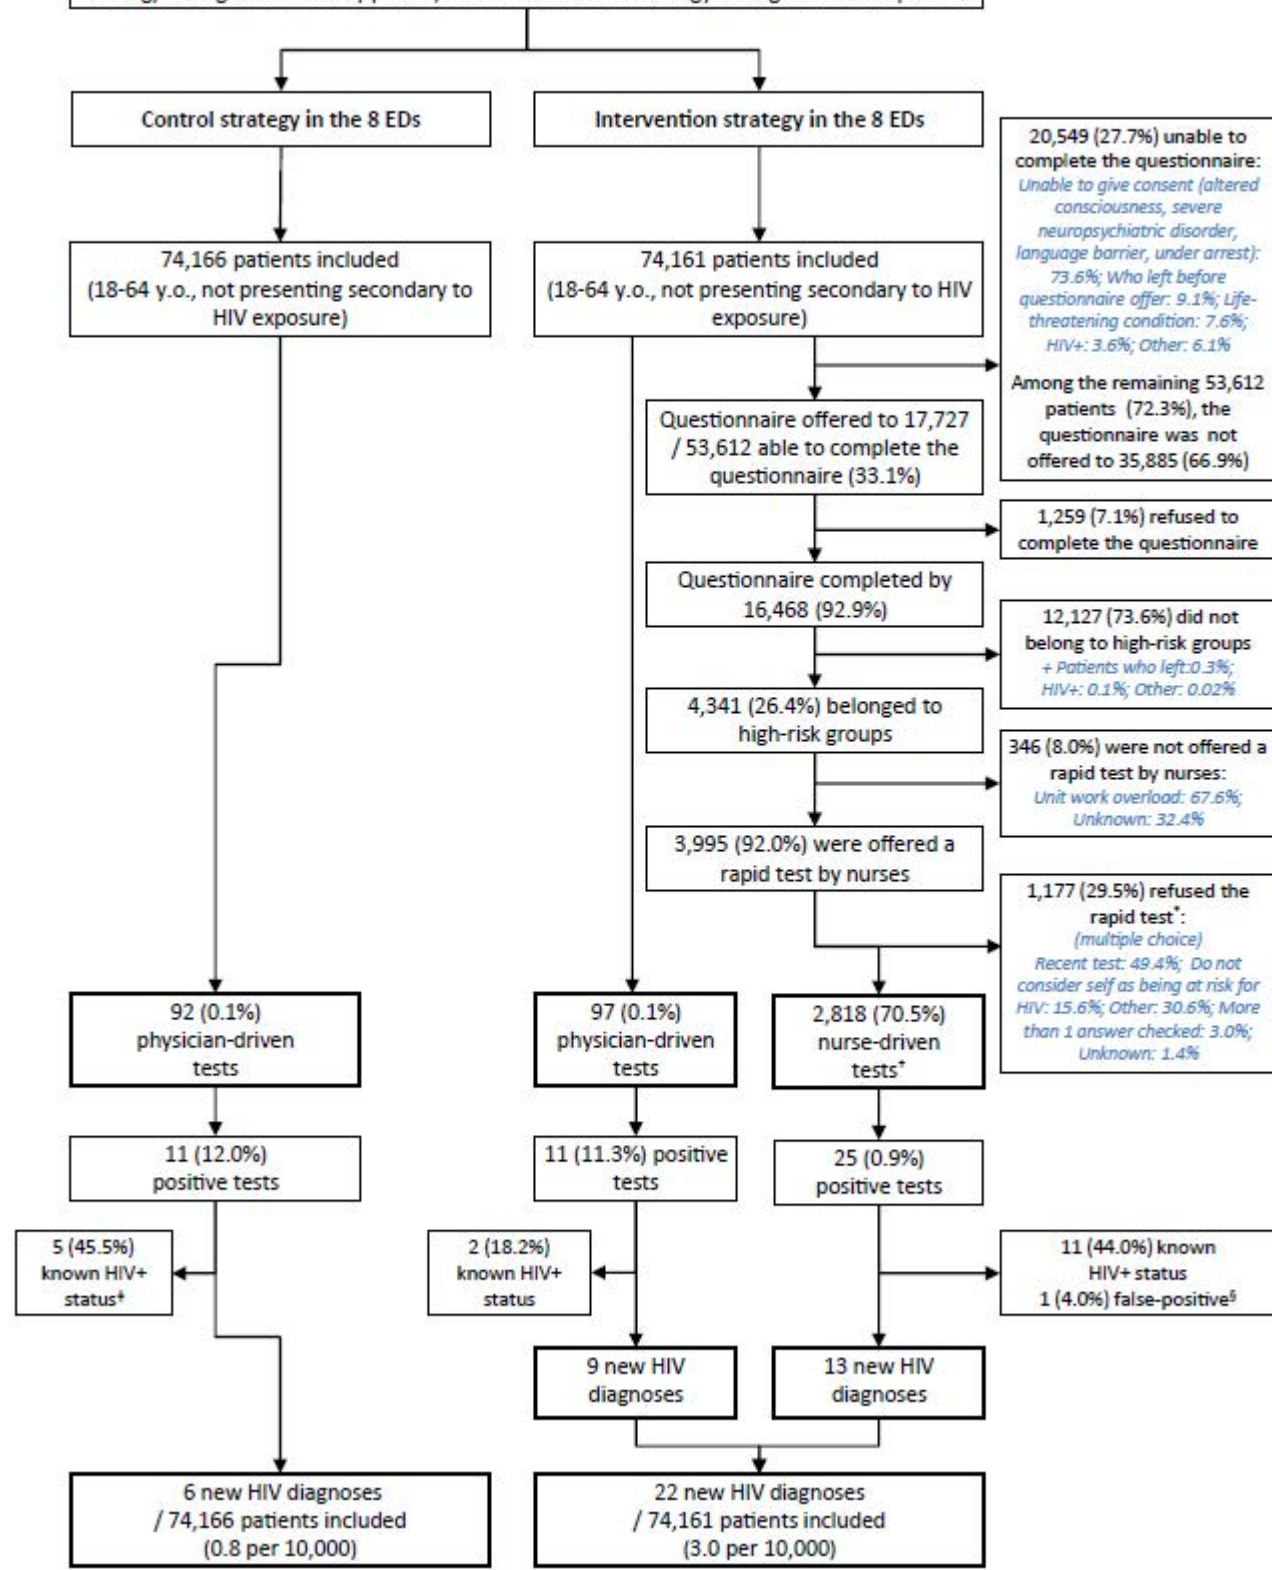 Control strategy in the 8 EDs
Intervention strategy in the 8 EDs
20,549 (27.7%) unable to
complete the questionnaire:
Unable to give consent (altered
consciousness, severe
neuropsychiatric disorder,
language barrier, under arrest):
73.6%; Who left before
questionnaire offer: 9.1%; Life-
threatening condition: 7.6%;
HIV+: 3.6%; Other: 6.1%
Among the remaining 53,612
patients (72.3%), the
questionnaire was not
offered to 35,885 (66.9%)
74,166 patients included
(18-64 y.o., not presenting secondary to
HIV exposure)
74,161 patients included
(18-64 y.o., not presenting secondary to HIV
exposure)
Questionnaire offered to 17,727
/ 53,612 able to complete the
questionnaire (33.1%)
1,259 (7.1%) refused to
complete the questionnaire
Questionnaire completed by
16,468 (92.9%)
12,127 (73.6%) did not
belong to high-risk groups
+ Patients who left:0.3%;
HIV+: 0.1%; Other: 0.02%
4,341 (26.4%) belonged to
high-risk groups
346 (8.0%) were not offered a
rapid test by nurses:
Unit work overload: 67.6%;
Unknown: 32.4%
3,995 (92.0%) were offered a
rapid test by nurses
1,177 (29.5%) refused the
rapid test*:
(multiple choice)
Recent test: 49.4%; Do not
consider self as being at risk for
HIV: 15.6%; Other: 30.6%; More
than 1 answer checked: 3.0%;
Unknown: 1.4%
92 (0.1%)
physician-driven
tests
97 (0.1%)
physician-driven
tests
2,818 (70.5%)
nurse-driven
tests⁺
11 (12.0%)
positive tests
11 (11.3%) positive
tests
25 (0.9%)
positive tests
5 (45.5%)
known HIV+
status‡
2 (18.2%)
known HIV+
status
11 (44.0%) known
HIV+ status
1 (4.0%) false-positive§
9 new HIV
diagnoses
13 new HIV
diagnoses
6 new HIV diagnoses
/ 74,166 patients included
(0.8 per 10,000)
22 new HIV diagnoses
/ 74,161 patients included
(3.0 per 10,000)